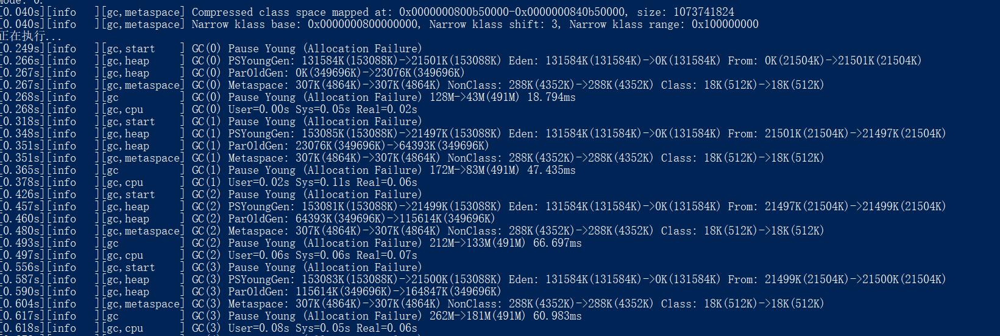 Mode: 0.
[0.040s][info   ][gc,metaspace] Compressed class space mapped at: 0x0000000800b50000-0x0000000840b50000, size: 1073741824
[0.040s][info   ][gc,metaspace] Narrow klass base: 0x0000000800000000, Narrow klass shift: 3, Narrow klass range: 0x100000000
正在执行...
[0.249s][info   ][gc,start    ] GC(0) Pause Young (Allocation Failure)
[0.266s][info   ][gc,heap     ] GC(0) PSYoungGen: 131584K(153088K)->21501K(153088K) Eden: 131584K(131584K)->0K(131584K) From: 0K(21504K)->21501K(21504K)
[0.267s][info   ][gc,heap     ] GC(0) ParOldGen: 0K(349696K)->23076K(349696K)
[0.267s][info   ][gc,metaspace] GC(0) Metaspace: 307K(4864K)->307K(4864K) NonClass: 288K(4352K)->288K(4352K) Class: 18K(512K)->18K(512K)
[0.268s][info   ][gc          ] GC(0) Pause Young (Allocation Failure) 128M->43M(491M) 18.794ms
[0.268s][info   ][gc,cpu      ] GC(0) User=0.00s Sys=0.05s Real=0.02s
[0.318s][info   ][gc,start    ] GC(1) Pause Young (Allocation Failure)
[0.348s][info   ][gc,heap     ] GC(1) PSYoungGen: 153085K(153088K)->21497K(153088K) Eden: 131584K(131584K)->0K(131584K) From: 21501K(21504K)->21497K(21504K)
[0.351s][info   ][gc,heap     ] GC(1) ParOldGen: 23076K(349696K)->64393K(349696K)
[0.351s][info   ][gc,metaspace] GC(1) Metaspace: 307K(4864K)->307K(4864K) NonClass: 288K(4352K)->288K(4352K) Class: 18K(512K)->18K(512K)
[0.365s][info   ][gc          ] GC(1) Pause Young (Allocation Failure) 172M->83M(491M) 47.435ms
[0.378s][info   ][gc,cpu      ] GC(1) User=0.02s Sys=0.11s Real=0.06s
[0.426s][info   ][gc,start    ] GC(2) Pause Young (Allocation Failure)
[0.457s][info   ][gc,heap     ] GC(2) PSYoungGen: 153081K(153088K)->21499K(153088K) Eden: 131584K(131584K)->0K(131584K) From: 21497K(21504K)->21499K(21504K)
[0.460s][info   ][gc,heap     ] GC(2) ParOldGen: 64393K(349696K)->115614K(349696K)
[0.480s][info   ][gc,metaspace] GC(2) Metaspace: 307K(4864K)->307K(4864K) NonClass: 288K(4352K)->288K(4352K) Class: 18K(512K)->18K(512K)
[0.493s][info   ][gc          ] GC(2) Pause Young (Allocation Failure) 212M->133M(491M) 66.697ms
[0.497s][info   ][gc,cpu      ] GC(2) User=0.06s Sys=0.06s Real=0.07s
[0.556s][info   ][gc,start    ] GC(3) Pause Young (Allocation Failure)
[0.587s][info   ][gc,heap     ] GC(3) PSYoungGen: 153083K(153088K)->21500K(153088K) Eden: 131584K(131584K)->0K(131584K) From: 21499K(21504K)->21500K(21504K)
[0.590s][info   ][gc,heap     ] GC(3) ParOldGen: 115614K(349696K)->164847K(349696K)
[0.604s][info   ][gc,metaspace] GC(3) Metaspace: 307K(4864K)->307K(4864K) NonClass: 288K(4352K)->288K(4352K) Class: 18K(512K)->18K(512K)
[0.617s][info   ][gc          ] GC(3) Pause Young (Allocation Failure) 262M->181M(491M) 60.983ms
[0.618s][info   ][gc,cpu      ] GC(3) User=0.08s Sys=0.05s Real=0.06s